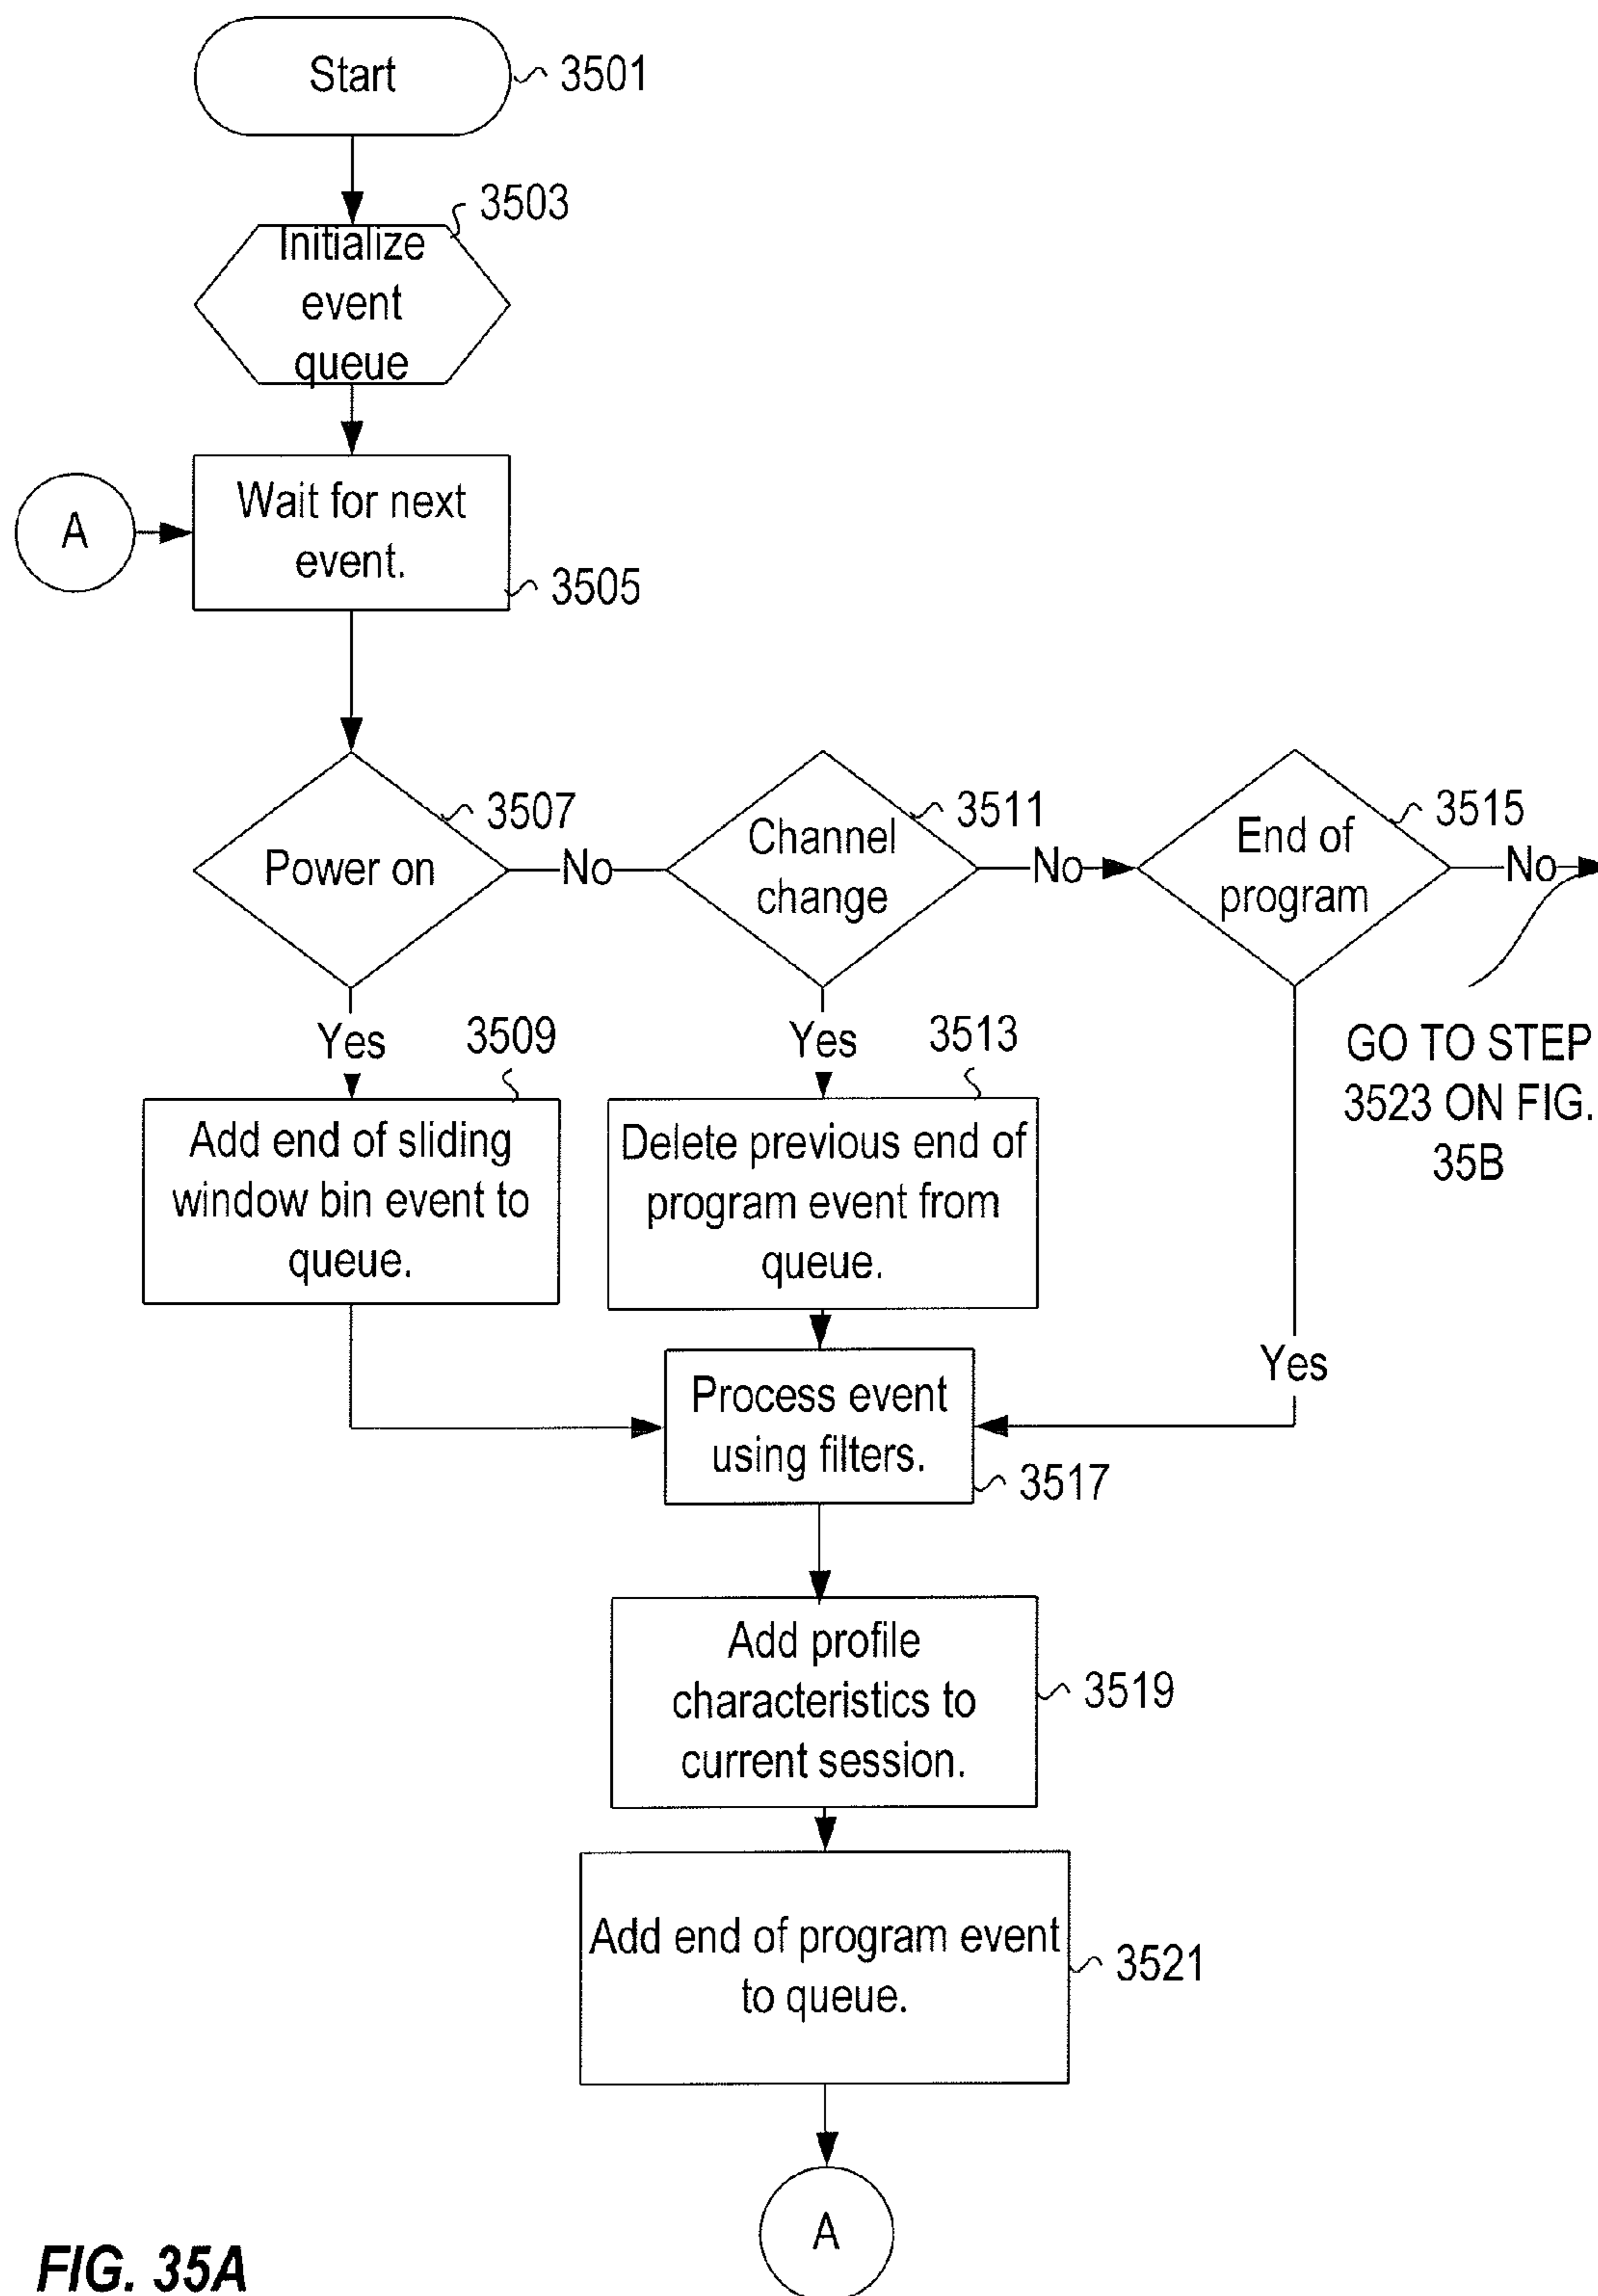 Start
3501
3503
Initialize
event
queue
A
Wait for next
event.
3505
3507
Power on
No
3511
Channel
change
No
3515
End of
program
No
Yes
3509
Yes
3513
GO TO STEP
3523 ON FIG.
35B
Add end of sliding
window bin event to
queue.
Delete previous end of
program event from
queue.
Yes
Process event
using filters.
3517
Add profile
characteristics to
current session.
3519
Add end of program event
to queue.
3521
A
FIG. 35A